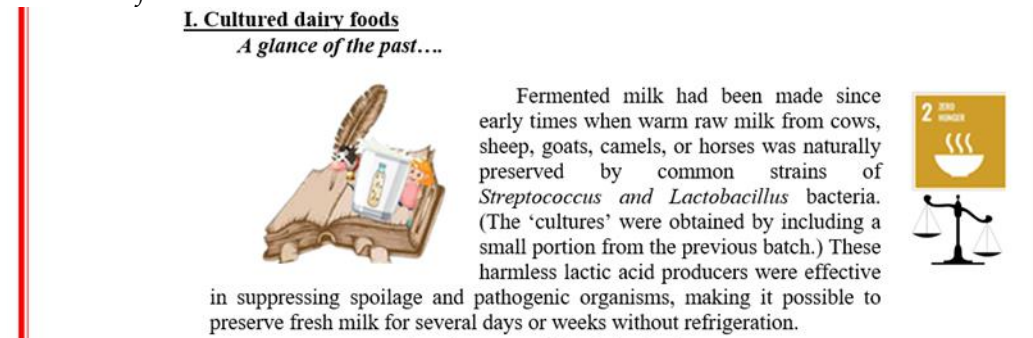 I. Cultured dairy foods
A glance of the past….
Fermented milk had been made since
early times when warm raw milk from cows,
sheep, goats, camels, or horses was naturally
preserved by common strains of
Streptococcus and Lactobacillus bacteria.
(The ‘cultures’ were obtained by including a
small portion from the previous batch.) These
harmless lactic acid producers were effective
in suppressing spoilage and pathogenic organisms, making it possible to
preserve fresh milk for several days or weeks without refrigeration.
2 ZERO
HUNGER